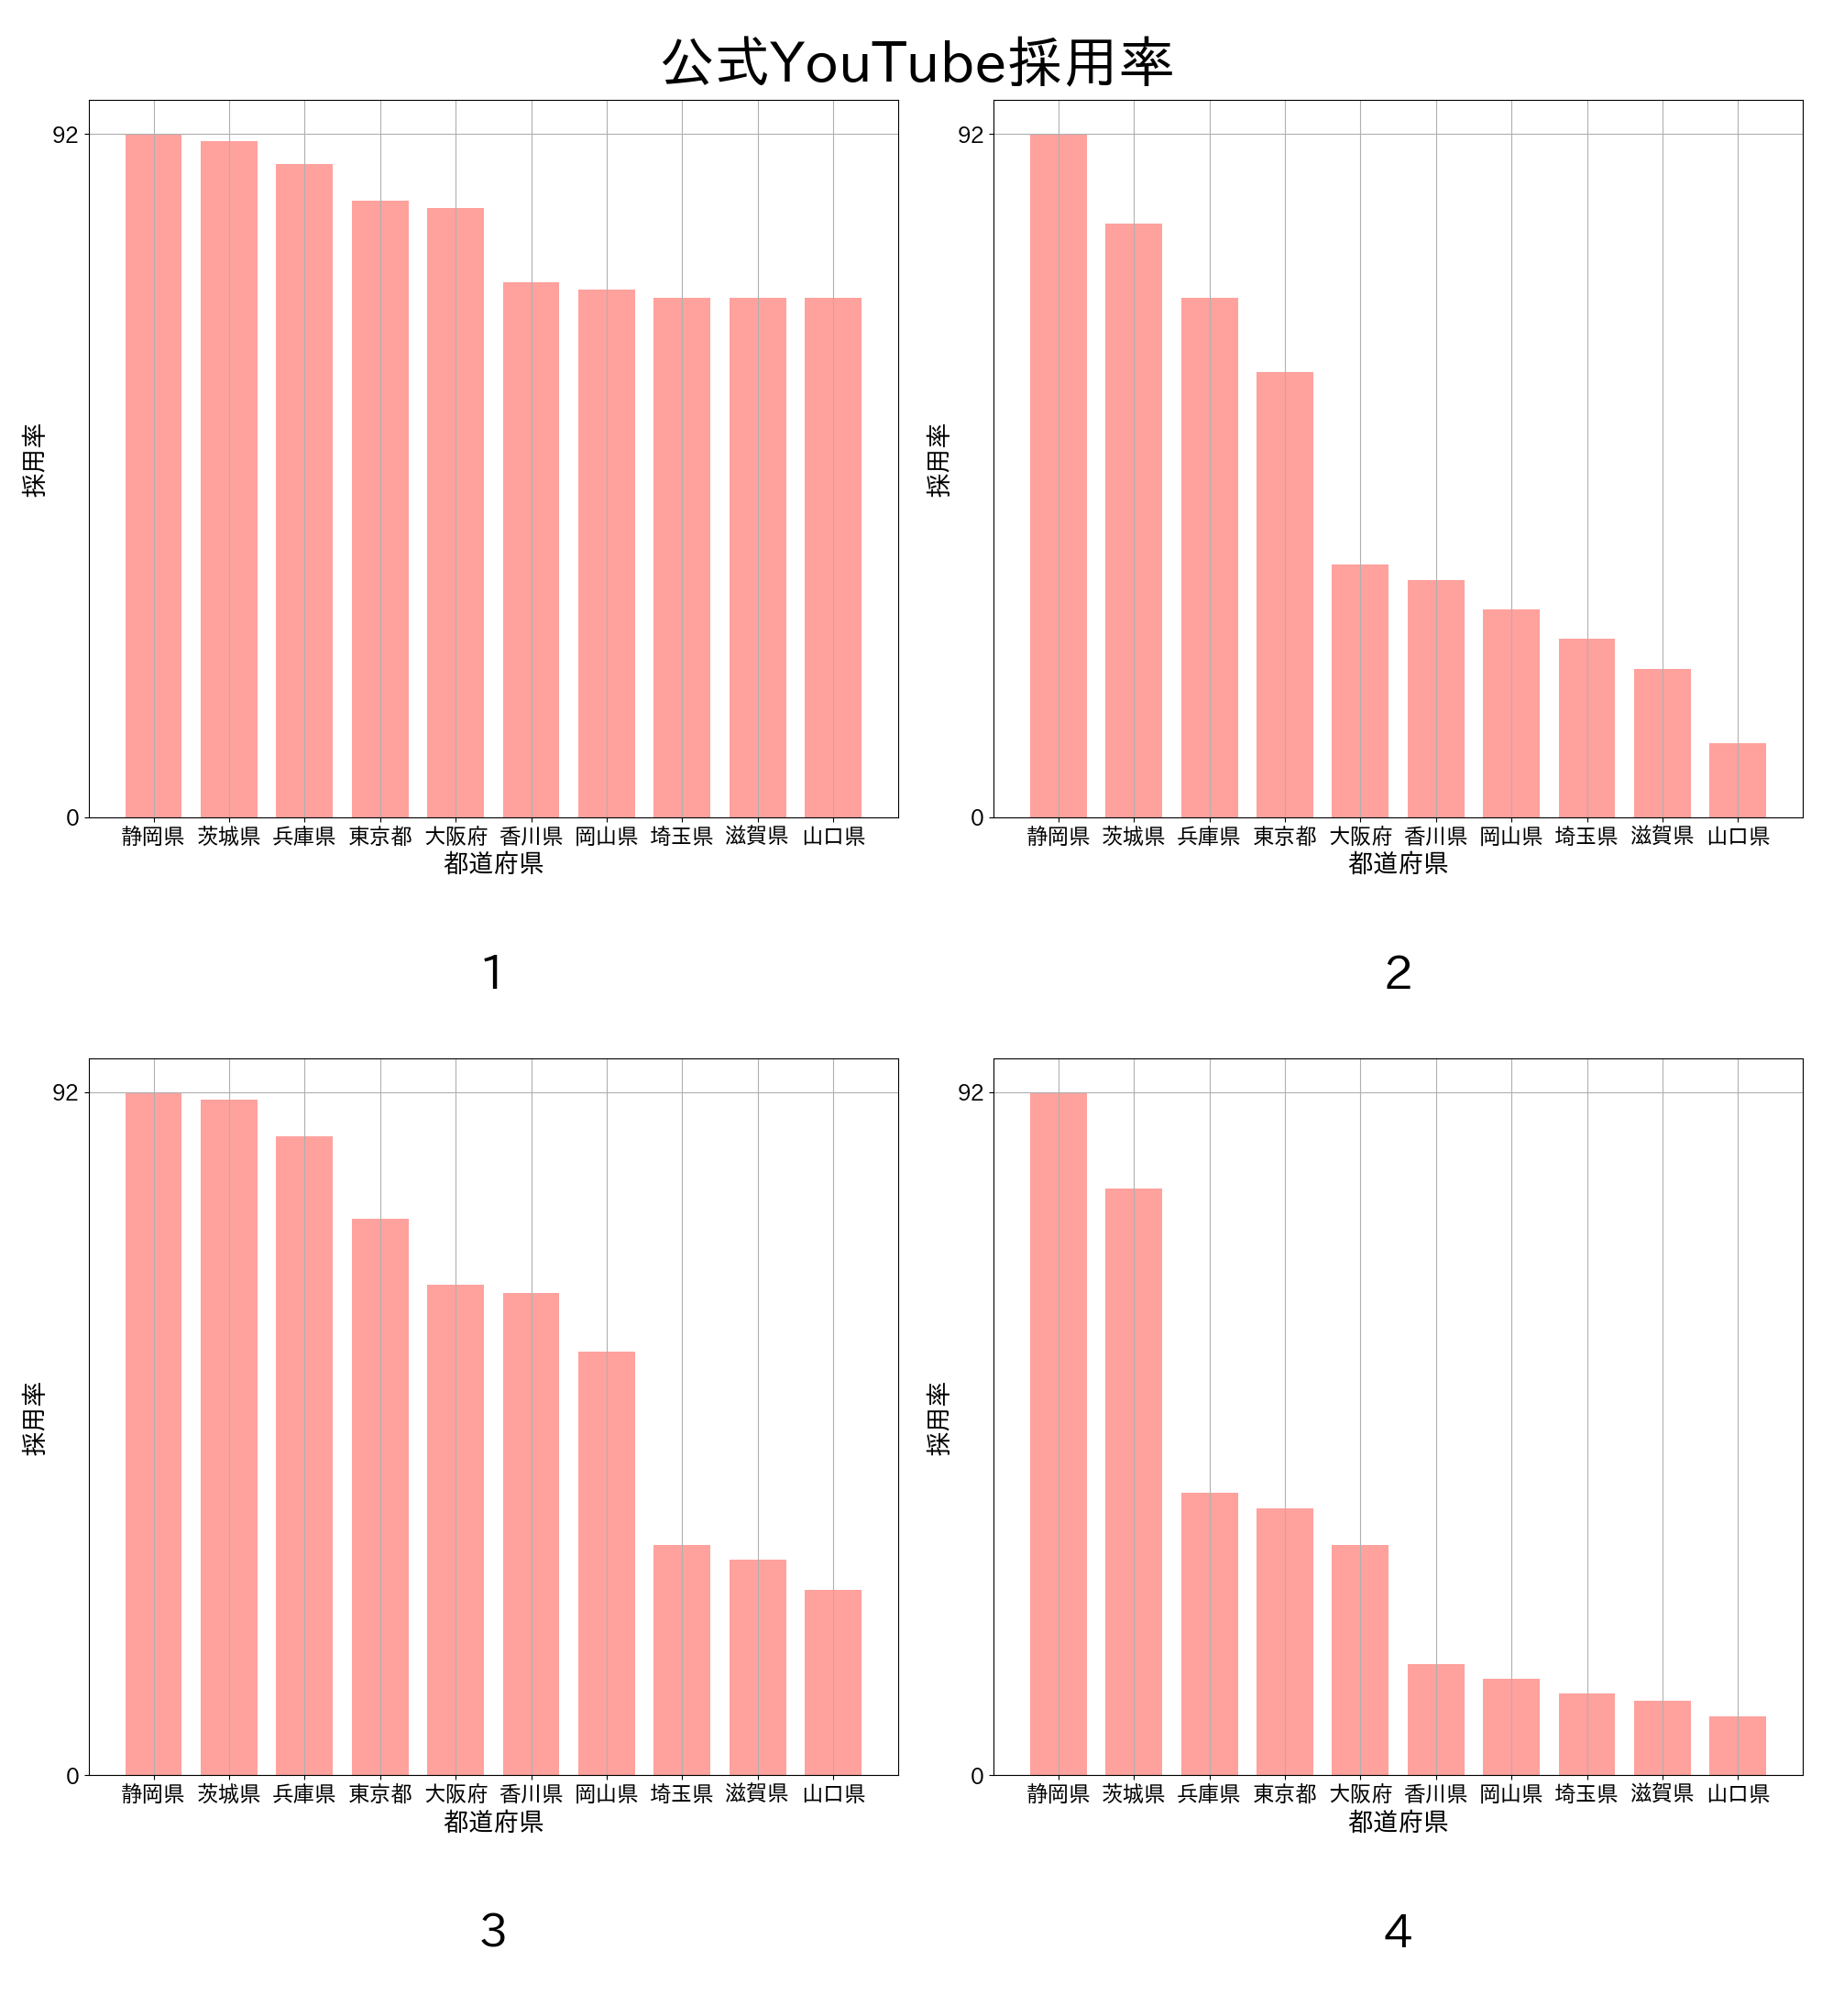 公式YouTube採用率
92
0
採用率
静岡県 茨城県 兵庫県 東京都 大阪府 香川県 岡山県 埼玉県 滋賀県 山口県
都道府県
1
92
0
採用率
静岡県 茨城県 兵庫県 東京都 大阪府 香川県 岡山県 埼玉県 滋賀県 山口県
都道府県
2
92
0
採用率
静岡県 茨城県 兵庫県 東京都 大阪府 香川県 岡山県 埼玉県 滋賀県 山口県
都道府県
3
92
0
採用率
静岡県 茨城県 兵庫県 東京都 大阪府 香川県 岡山県 埼玉県 滋賀県 山口県
都道府県
4